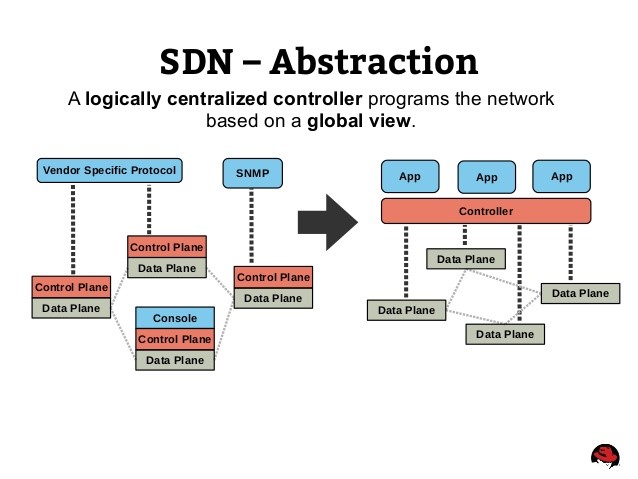 SDN – Abstraction
A logically centralized controller programs the network
based on a global view.
Vendor Specific Protocol
SNMP
Control Plane
Data Plane
Control Plane
Data Plane
Control Plane
Data Plane
Console
Control Plane
Data Plane
App
App
App
Controller
Data Plane
Data Plane
Data Plane
Data Plane